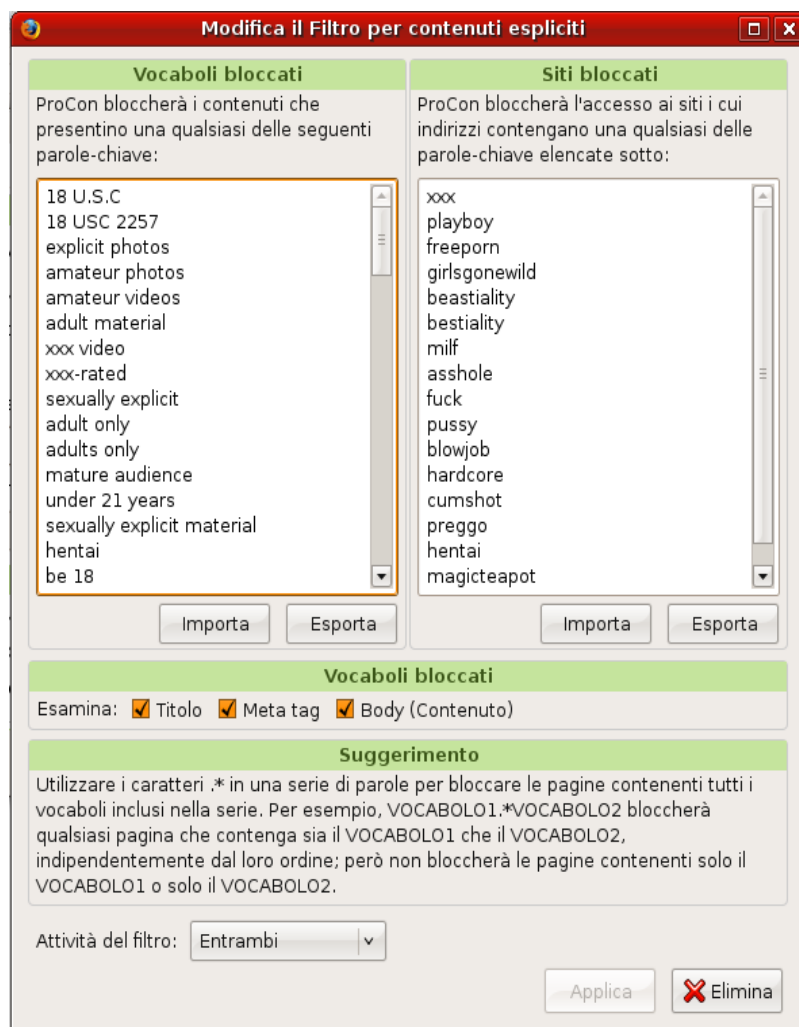 Modifica il Filtro per contenuti espliciti
Vocaboli bloccati
ProCon bloccherà i contenuti che
presentino una qualsiasi delle seguenti
parole-chiave:
18 U.S.C
18 USC 2257
explicit photos
amateur photos
amateur videos
adult material
xxx video
xxx-rated
sexually explicit
adult only
adults only
mature audience
under 21 years
sexually explicit material
hentai
be 18
Importa
Esporta
Siti bloccati
ProCon bloccherà l'accesso ai siti i cui
indirizzi contengano una qualsiasi delle
parole-chiave elencate sotto:
xxx
playboy
freeporn
girlsgonewild
beastiality
bestiality
milf
asshole
fuck
pussy
blowjob
hardcore
cumshot
preggo
hentai
magicteapot
Importa
Esporta
Vocaboli bloccati
Esamina: Titolo Meta tag Body (Contenuto)
Suggerimento
Utilizzare i caratteri .* in una serie di parole per bloccare le pagine contenenti tutti i
vocaboli inclusi nella serie. Per esempio, VOCABOLO1.*VOCABOLO2 bloccherà
qualsiasi pagina che contenga sia il VOCABOLO1 che il VOCABOLO2,
indipendentemente dal loro ordine; però non bloccherà le pagine contenenti solo il
VOCABOLO1 o solo il VOCABOLO2.
Attività del filtro: Entrambi
Applica
Elimina